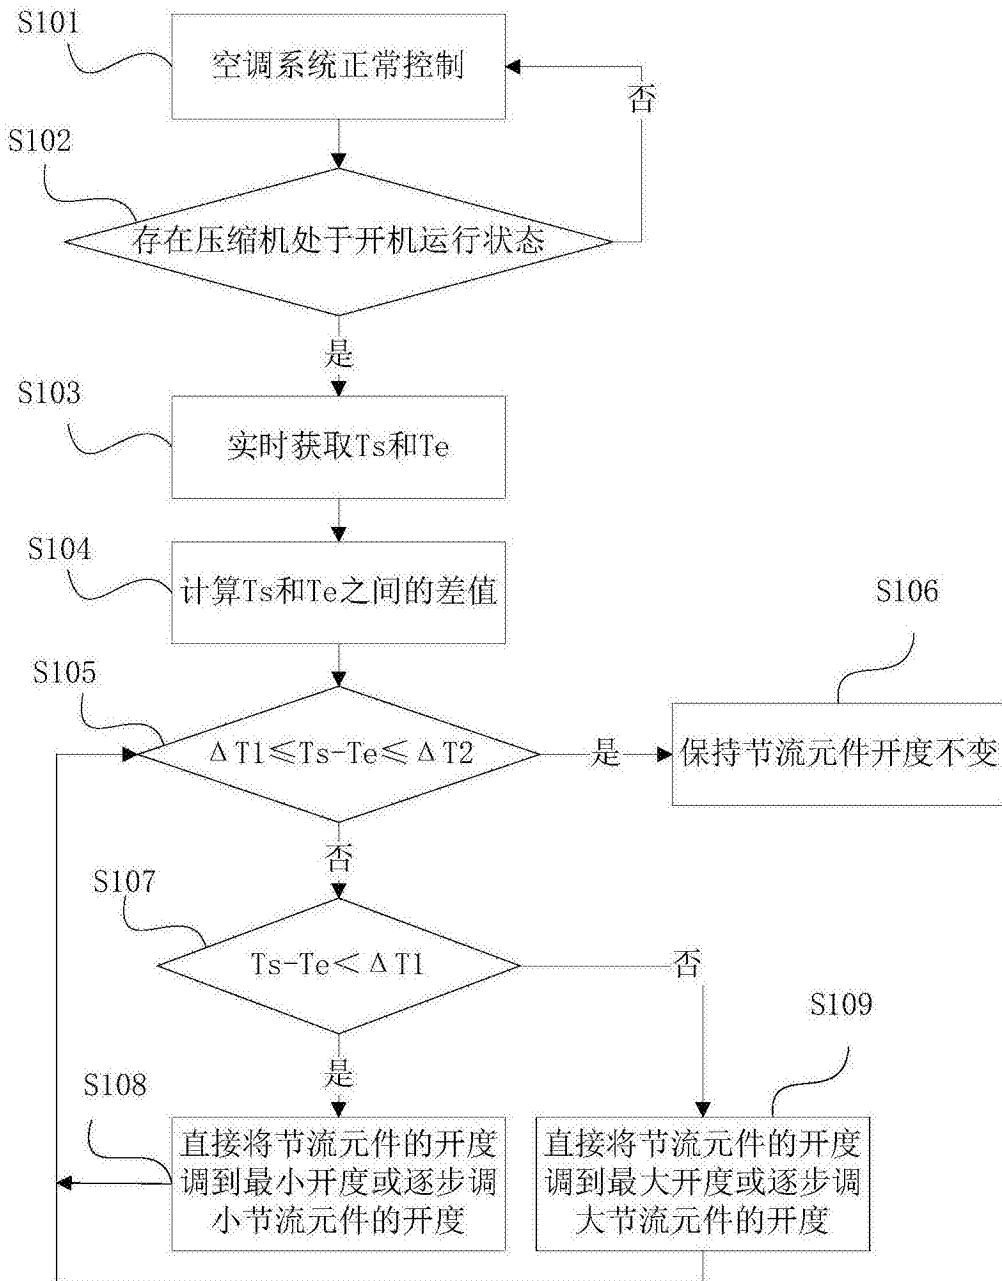 S101
空调系统正常控制
否
S102
存在压缩机处于开机运行状态
是
S103
实时获取Ts和Te
S104
计算Ts和Te之间的差值
S105
ΔT1≤Ts-Te≤ΔT2
是
S106
保持节流元件开度不变
否
S107
Ts-Te<ΔT1
否
是
S108
直接将节流元件的开度
调到最小开度或逐步调
小节流元件的开度
S109
直接将节流元件的开度
调到最大开度或逐步调
大节流元件的开度